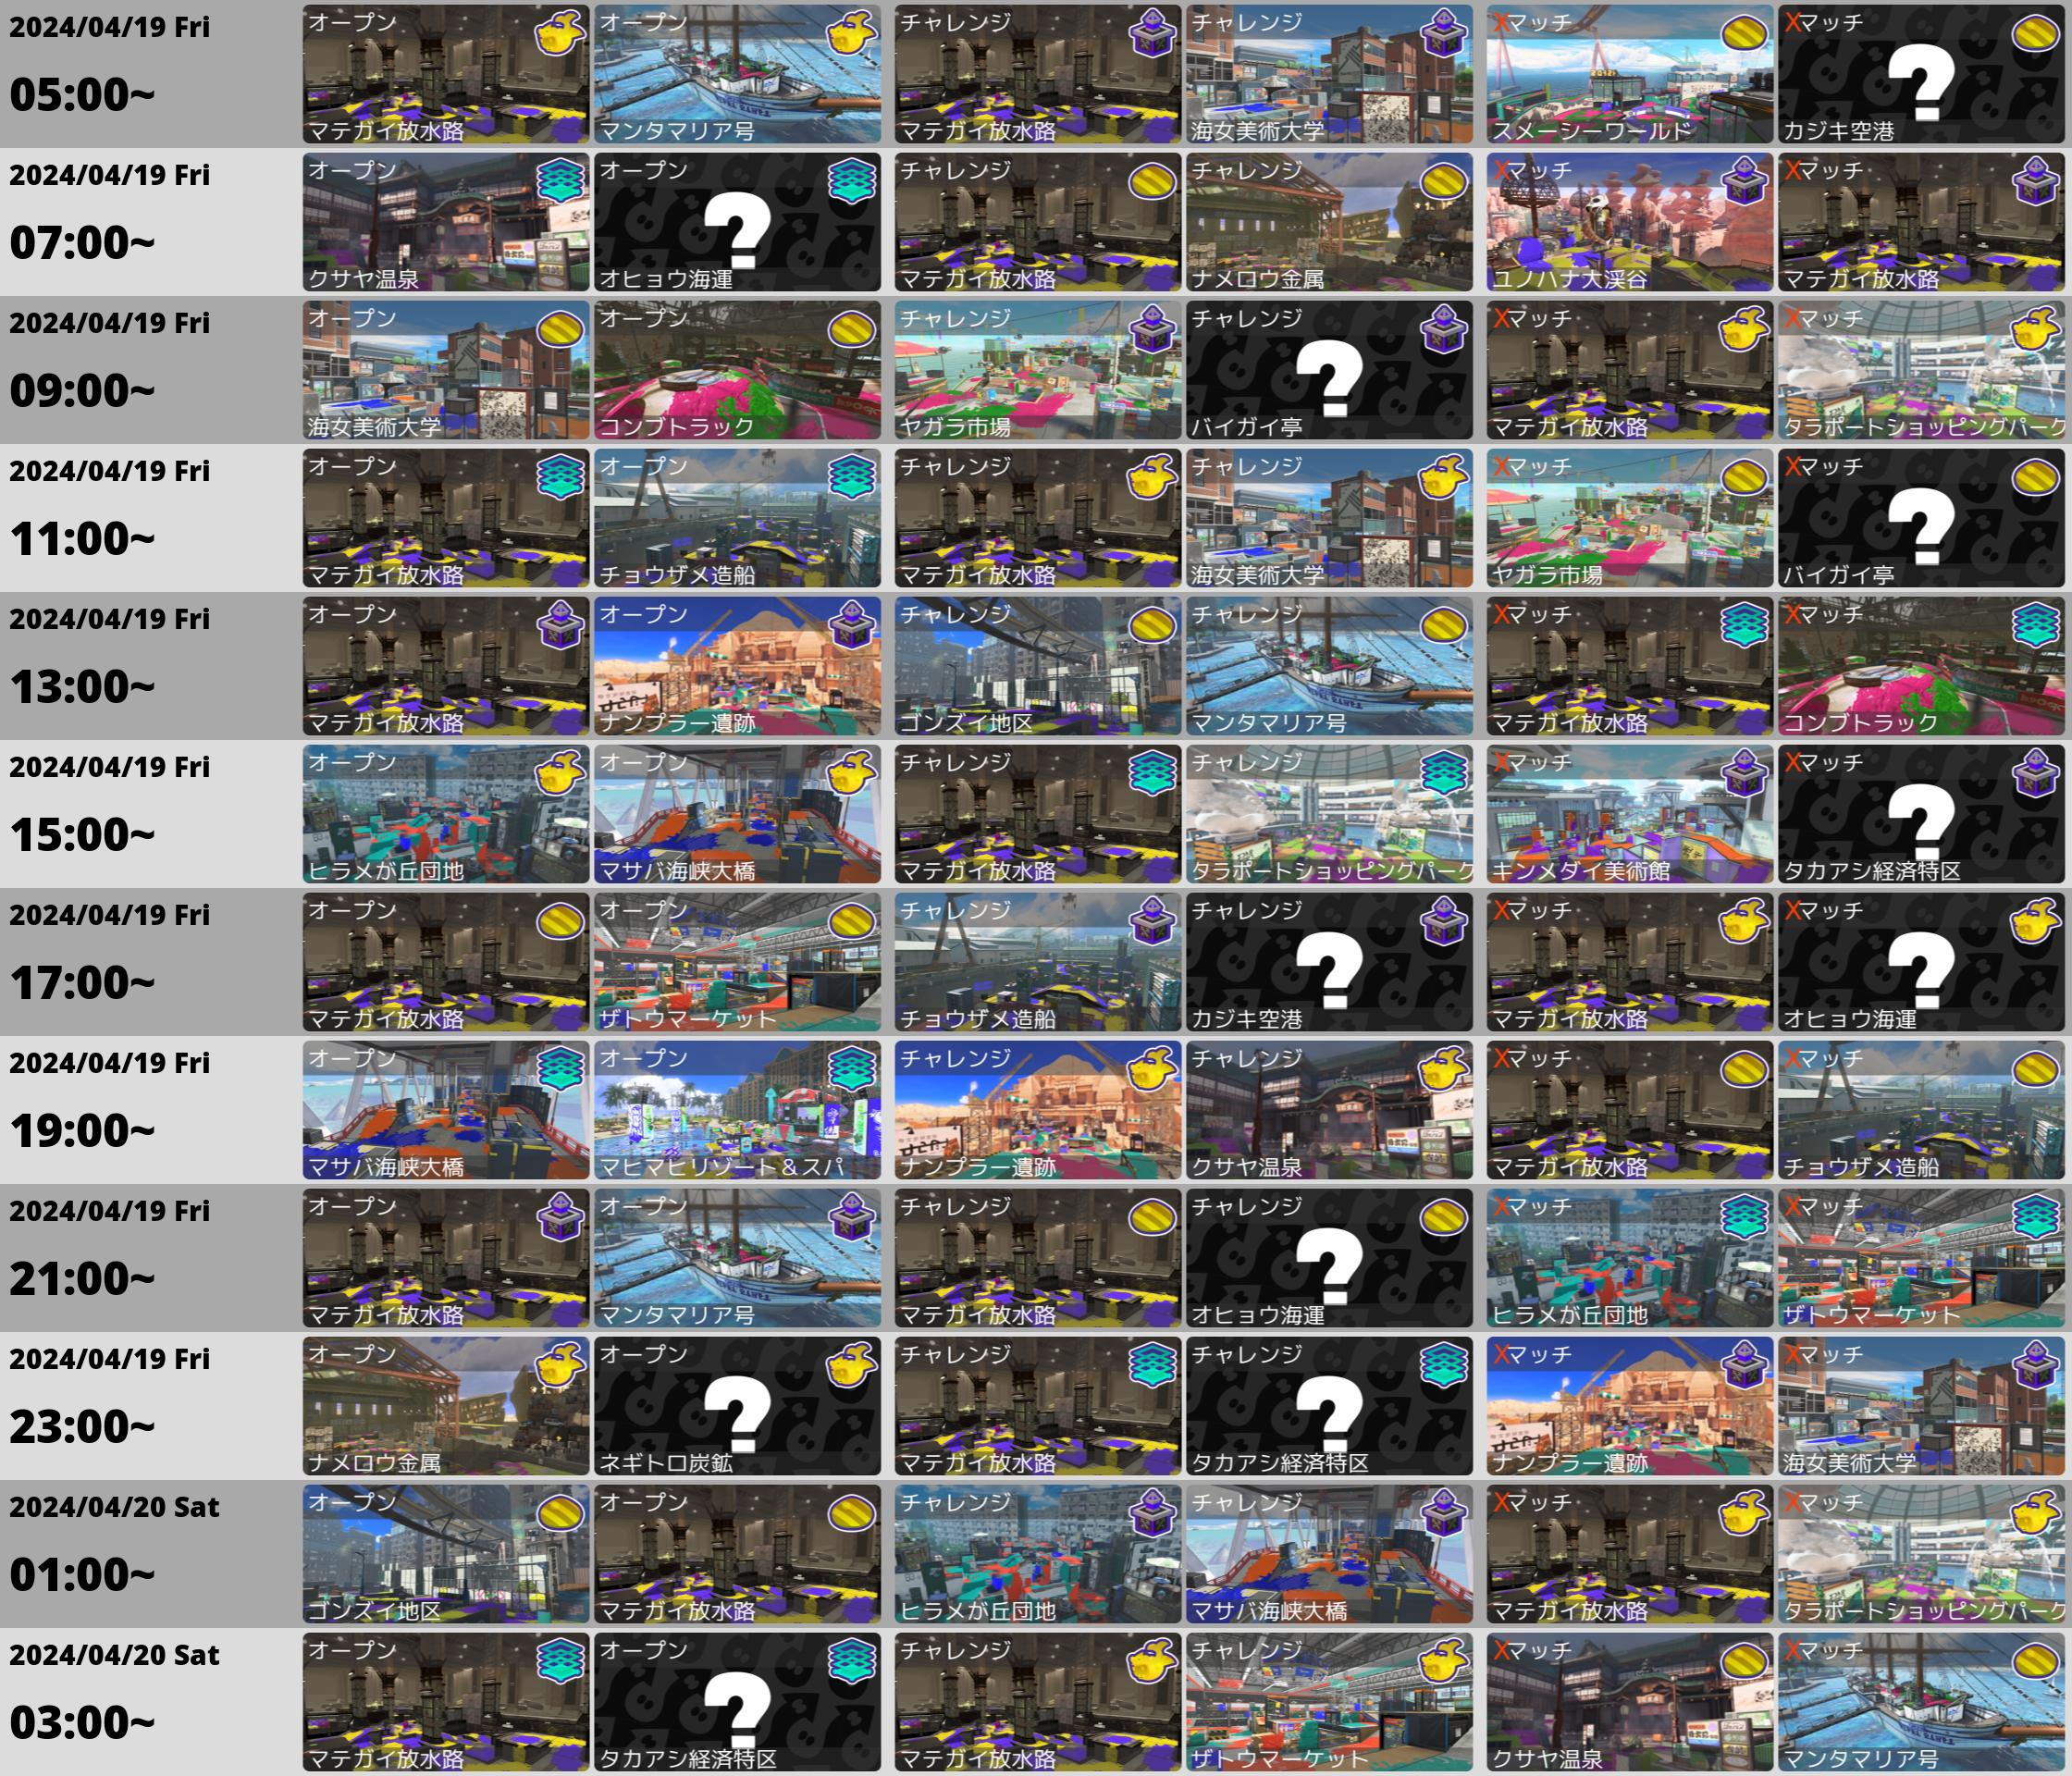 2024/04/19 Fri
05:00~
オープン
マテガイ放水路
オープン
マンタマリア号
チャレンジ
マテガイ放水路
チャレンジ
海女美術大学
Xマッチ
スメーシーワールド
Xマッチ
カジキ空港
2024/04/19 Fri
07:00~
オープン
クサヤ温泉
オープン
オヒョウ海運
チャレンジ
マテガイ放水路
チャレンジ
ナメロウ金属
Xマッチ
ユノハナ大渓谷
Xマッチ
マテガイ放水路
2024/04/19 Fri
09:00~
オープン
海女美術大学
オープン
コンブトラック
チャレンジ
ヤガラ市場
チャレンジ
バイガイ亭
Xマッチ
マテガイ放水路
Xマッチ
タラポートショッピングパーク
2024/04/19 Fri
11:00~
オープン
マテガイ放水路
オープン
チョウザメ造船
チャレンジ
マテガイ放水路
チャレンジ
海女美術大学
Xマッチ
ヤガラ市場
Xマッチ
バイガイ亭
2024/04/19 Fri
13:00~
オープン
マテガイ放水路
オープン
ナンプラー遺跡
チャレンジ
ゴンズイ地区
チャレンジ
マンタマリア号
Xマッチ
マテガイ放水路
Xマッチ
コンブトラック
2024/04/19 Fri
15:00~
オープン
ヒラメが丘団地
オープン
マサバ海峡大橋
チャレンジ
マテガイ放水路
チャレンジ
タラポートショッピングパーク
Xマッチ
キンメダイ美術館
Xマッチ
タカアシ経済特区
2024/04/19 Fri
17:00~
オープン
マテガイ放水路
オープン
ザトウマーケット
チャレンジ
チョウザメ造船
チャレンジ
カジキ空港
Xマッチ
マテガイ放水路
Xマッチ
オヒョウ海運
2024/04/19 Fri
19:00~
オープン
マサバ海峡大橋
オープン
マヒマヒリゾート＆スパ
チャレンジ
ナンプラー遺跡
チャレンジ
クサヤ温泉
Xマッチ
マテガイ放水路
Xマッチ
チョウザメ造船
2024/04/19 Fri
21:00~
オープン
マテガイ放水路
オープン
マンタマリア号
チャレンジ
マテガイ放水路
チャレンジ
オヒョウ海運
Xマッチ
ヒラメが丘団地
Xマッチ
ザトウマーケット
2024/04/19 Fri
23:00~
オープン
ナメロウ金属
オープン
ネギトロ炭鉱
チャレンジ
マテガイ放水路
チャレンジ
タカアシ経済特区
Xマッチ
ナンプラー遺跡
Xマッチ
海女美術大学
2024/04/20 Sat
01:00~
オープン
ゴンズイ地区
オープン
マテガイ放水路
チャレンジ
ヒラメが丘団地
チャレンジ
マサバ海峡大橋
Xマッチ
マテガイ放水路
Xマッチ
タラポートショッピングパーク
2024/04/20 Sat
03:00~
オープン
マテガイ放水路
オープン
タカアシ経済特区
チャレンジ
マテガイ放水路
チャレンジ
ザトウマーケット
Xマッチ
クサヤ温泉
Xマッチ
マンタマリア号